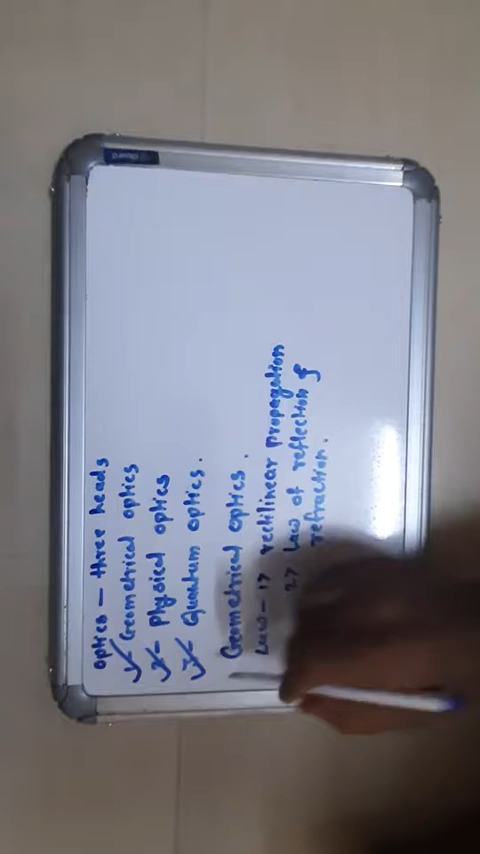 optics - three heads
Geometrical optics
Physical optics
Quantum optics.
Geometrical optics.
Law - 1> rectilinear propagation
2> Law of reflection &
refraction.